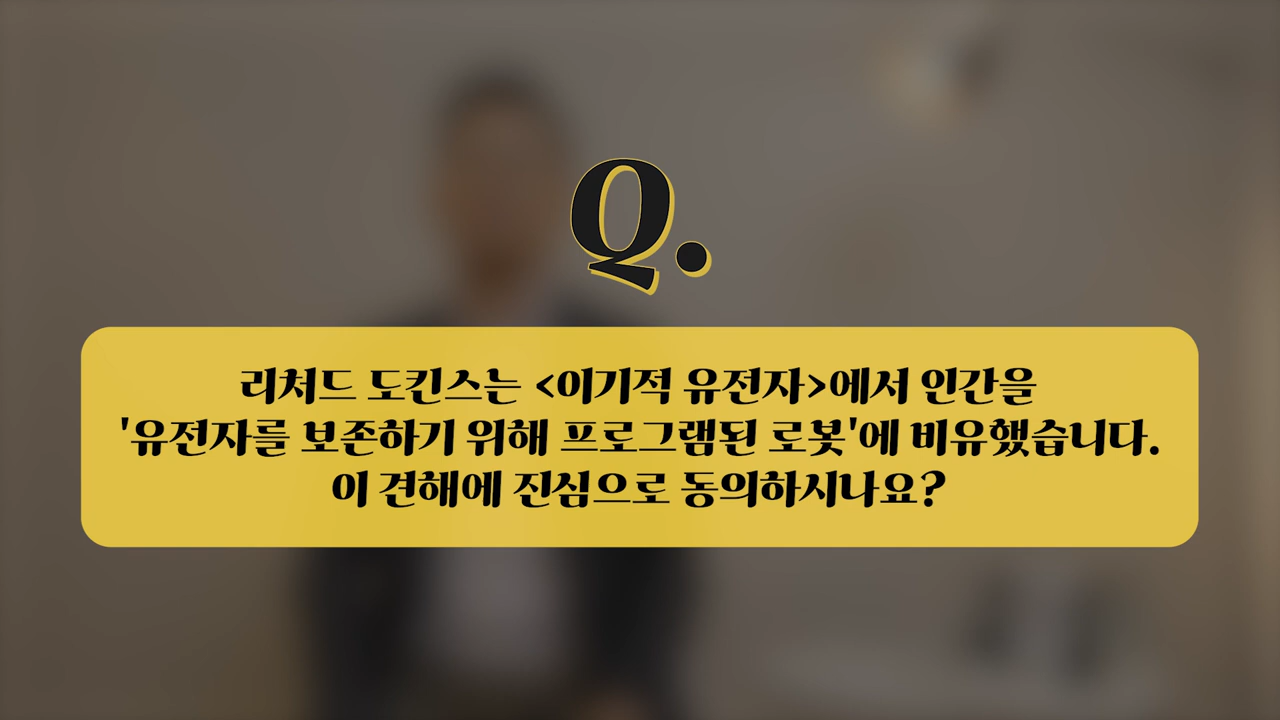 Q.
리처드 도킨스는 <이기적 유전자>에서 인간을
'유전자를 보존하기 위해 프로그램된 로봇'에 비유했습니다.
이 견해에 진심으로 동의하시나요?